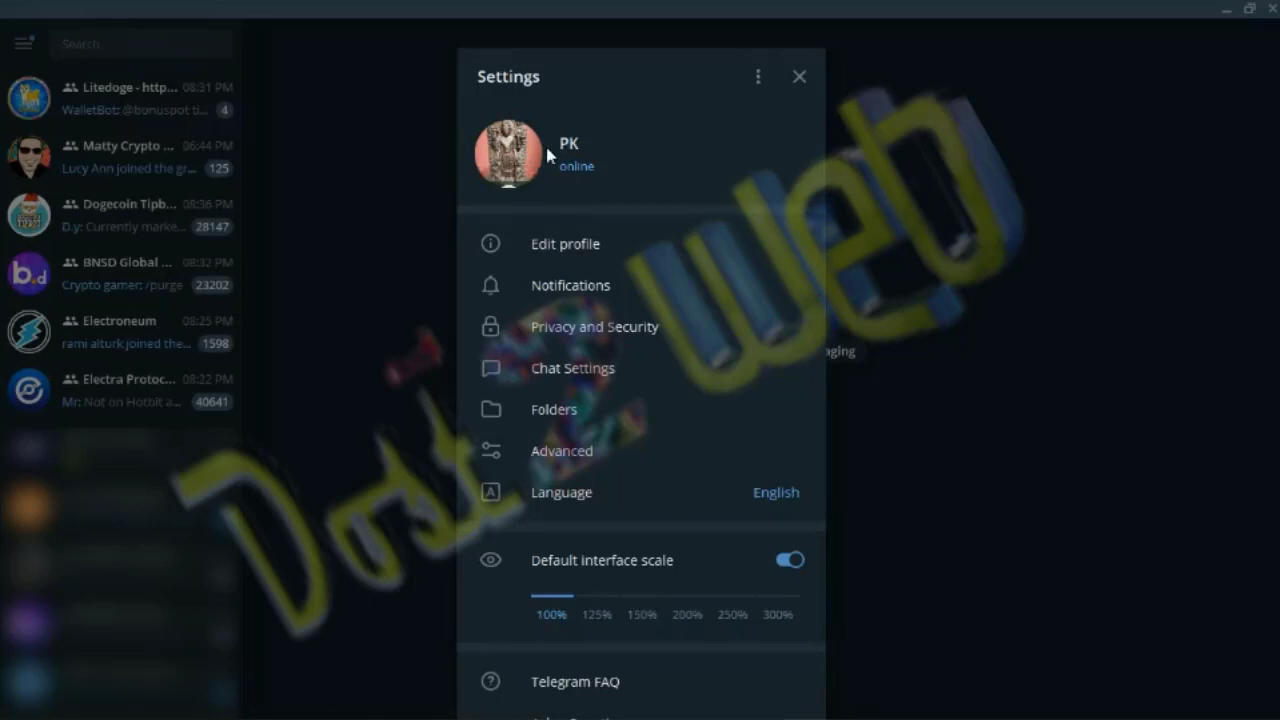 Search
Litedoge - http... 08:31 PM
WalletBot: @bonuspot ti... 4
Matty Crypto ... 06:44 PM
Lucy Ann joined the gr... 125
Dogecoin Tipb... 08:36 PM
D.y: Currently marke... 28147
BNSD Global ... 08:32 PM
Crypto gamer: /purge 23202
Electroneum 08:25 PM
rami alturk joined the... 1598
Electra Protoc... 08:22 PM
Mr: Not on Hotbit a... 40641
b.d
Settings
PK
online
Edit profile
Notifications
Privacy and Security
Chat Settings
Folders
Advanced
Language English
Default interface scale
100% 125% 150% 200% 250% 300%
Telegram FAQ
aging
Dosti 2 Web